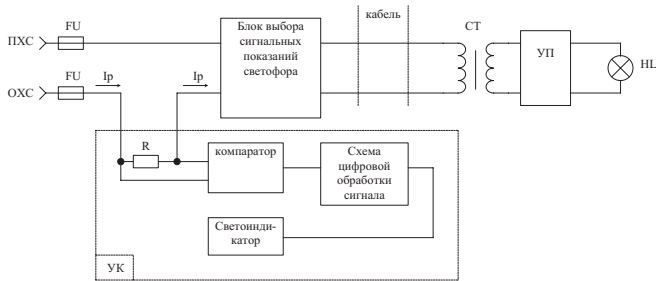 ПХС
FU
Блок выбора
сигнальных
показаний
светофора
кабель
СТ
УП
HL
ОХС
FU
Iр
Iр
R
компаратор
Схема
цифровой
обработки
сигнала
Светоинди-
катор
УК